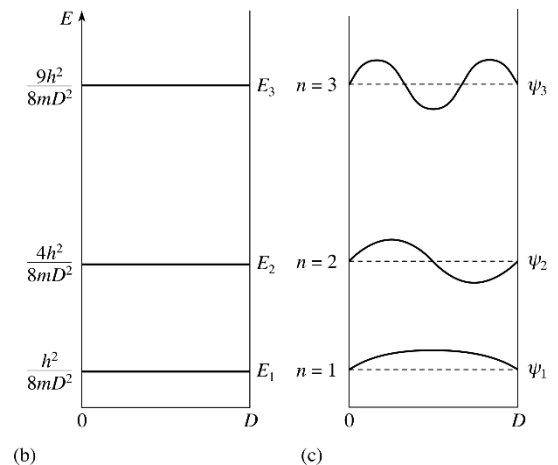 E
9h²
8mD²
E₃
4h²
8mD²
E₂
h²
8mD²
E₁
0
D
(b)
n = 3
ψ₃
n = 2
ψ₂
n = 1
ψ₁
0
D
(c)